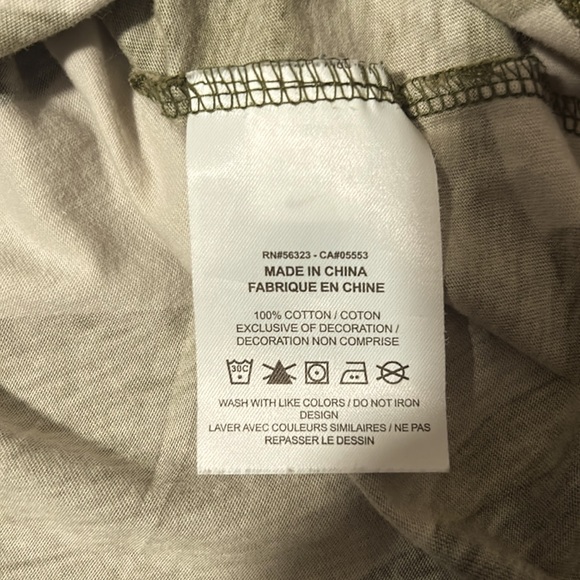 RN#56323 - CA#05553
MADE IN CHINA
FABRIQUE EN CHINE
100% COTTON / COTON
EXCLUSIVE OF DECORATION /
DECORATION NON COMPRISE
30C
WASH WITH LIKE COLORS / DO NOT IRON
DESIGN
LAVER AVEC COULEURS SIMILAIRES / NE PAS
REPASSER LE DESSIN